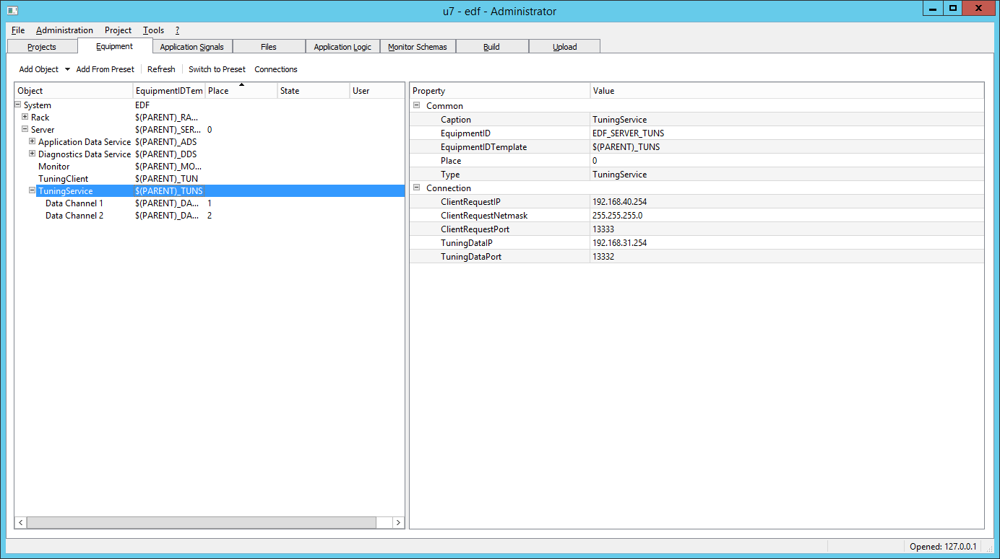 u7 - edf - Administrator
File Administration Project Tools ?
Projects Equipment Application Signals Files Application Logic Monitor Schemas Build Upload
Add Object Add From Preset Refresh Switch to Preset Connections
Object EquipmentIDTem Place State User
System EDF
Rack $(PARENT)_RA...
Server $(PARENT)_SER... 0
Application Data Service $(PARENT)_ADS
Diagnostics Data Service $(PARENT)_DDS
Monitor $(PARENT)_MO...
TuningClient $(PARENT)_TUN
TuningService $(PARENT)_TUNS
Data Channel 1 $(PARENT)_DA... 1
Data Channel 2 $(PARENT)_DA... 2
Property Value
Common
Caption TuningService
EquipmentID EDF_SERVER_TUNS
EquipmentIDTemplate $(PARENT)_TUNS
Place 0
Type TuningService
Connection
ClientRequestIP 192.168.40.254
ClientRequestNetmask 255.255.255.0
ClientRequestPort 13333
TuningDataIP 192.168.31.254
TuningDataPort 13332
Opened: 127.0.0.1